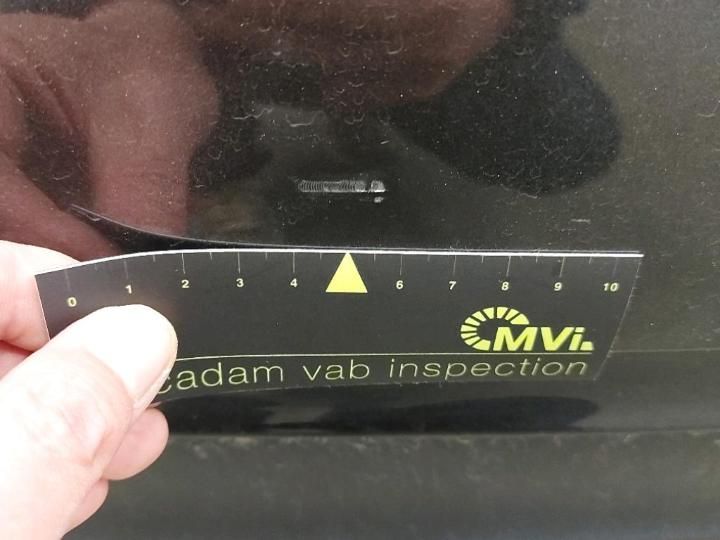 0 1 2 3 4 6 7 8 9 10
MVi.
cadam vab inspection